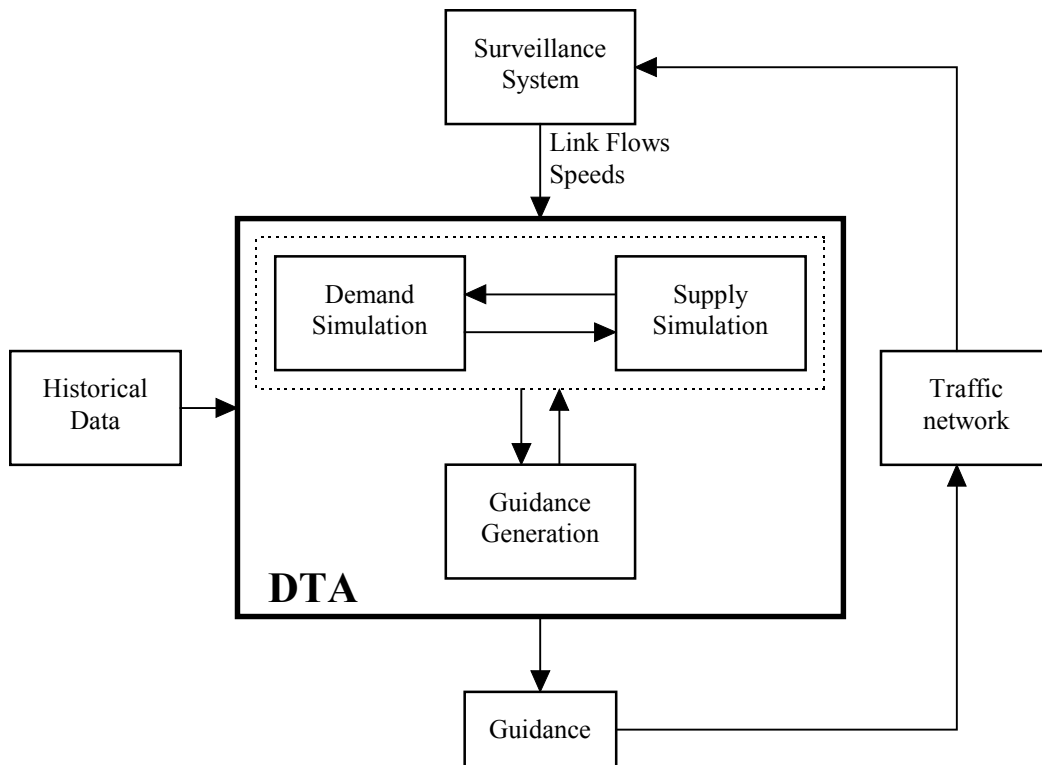 Surveillance
System
Link Flows
Speeds
Demand
Simulation
Supply
Simulation
Historical
Data
Traffic
network
Guidance
Generation
DTA
Guidance